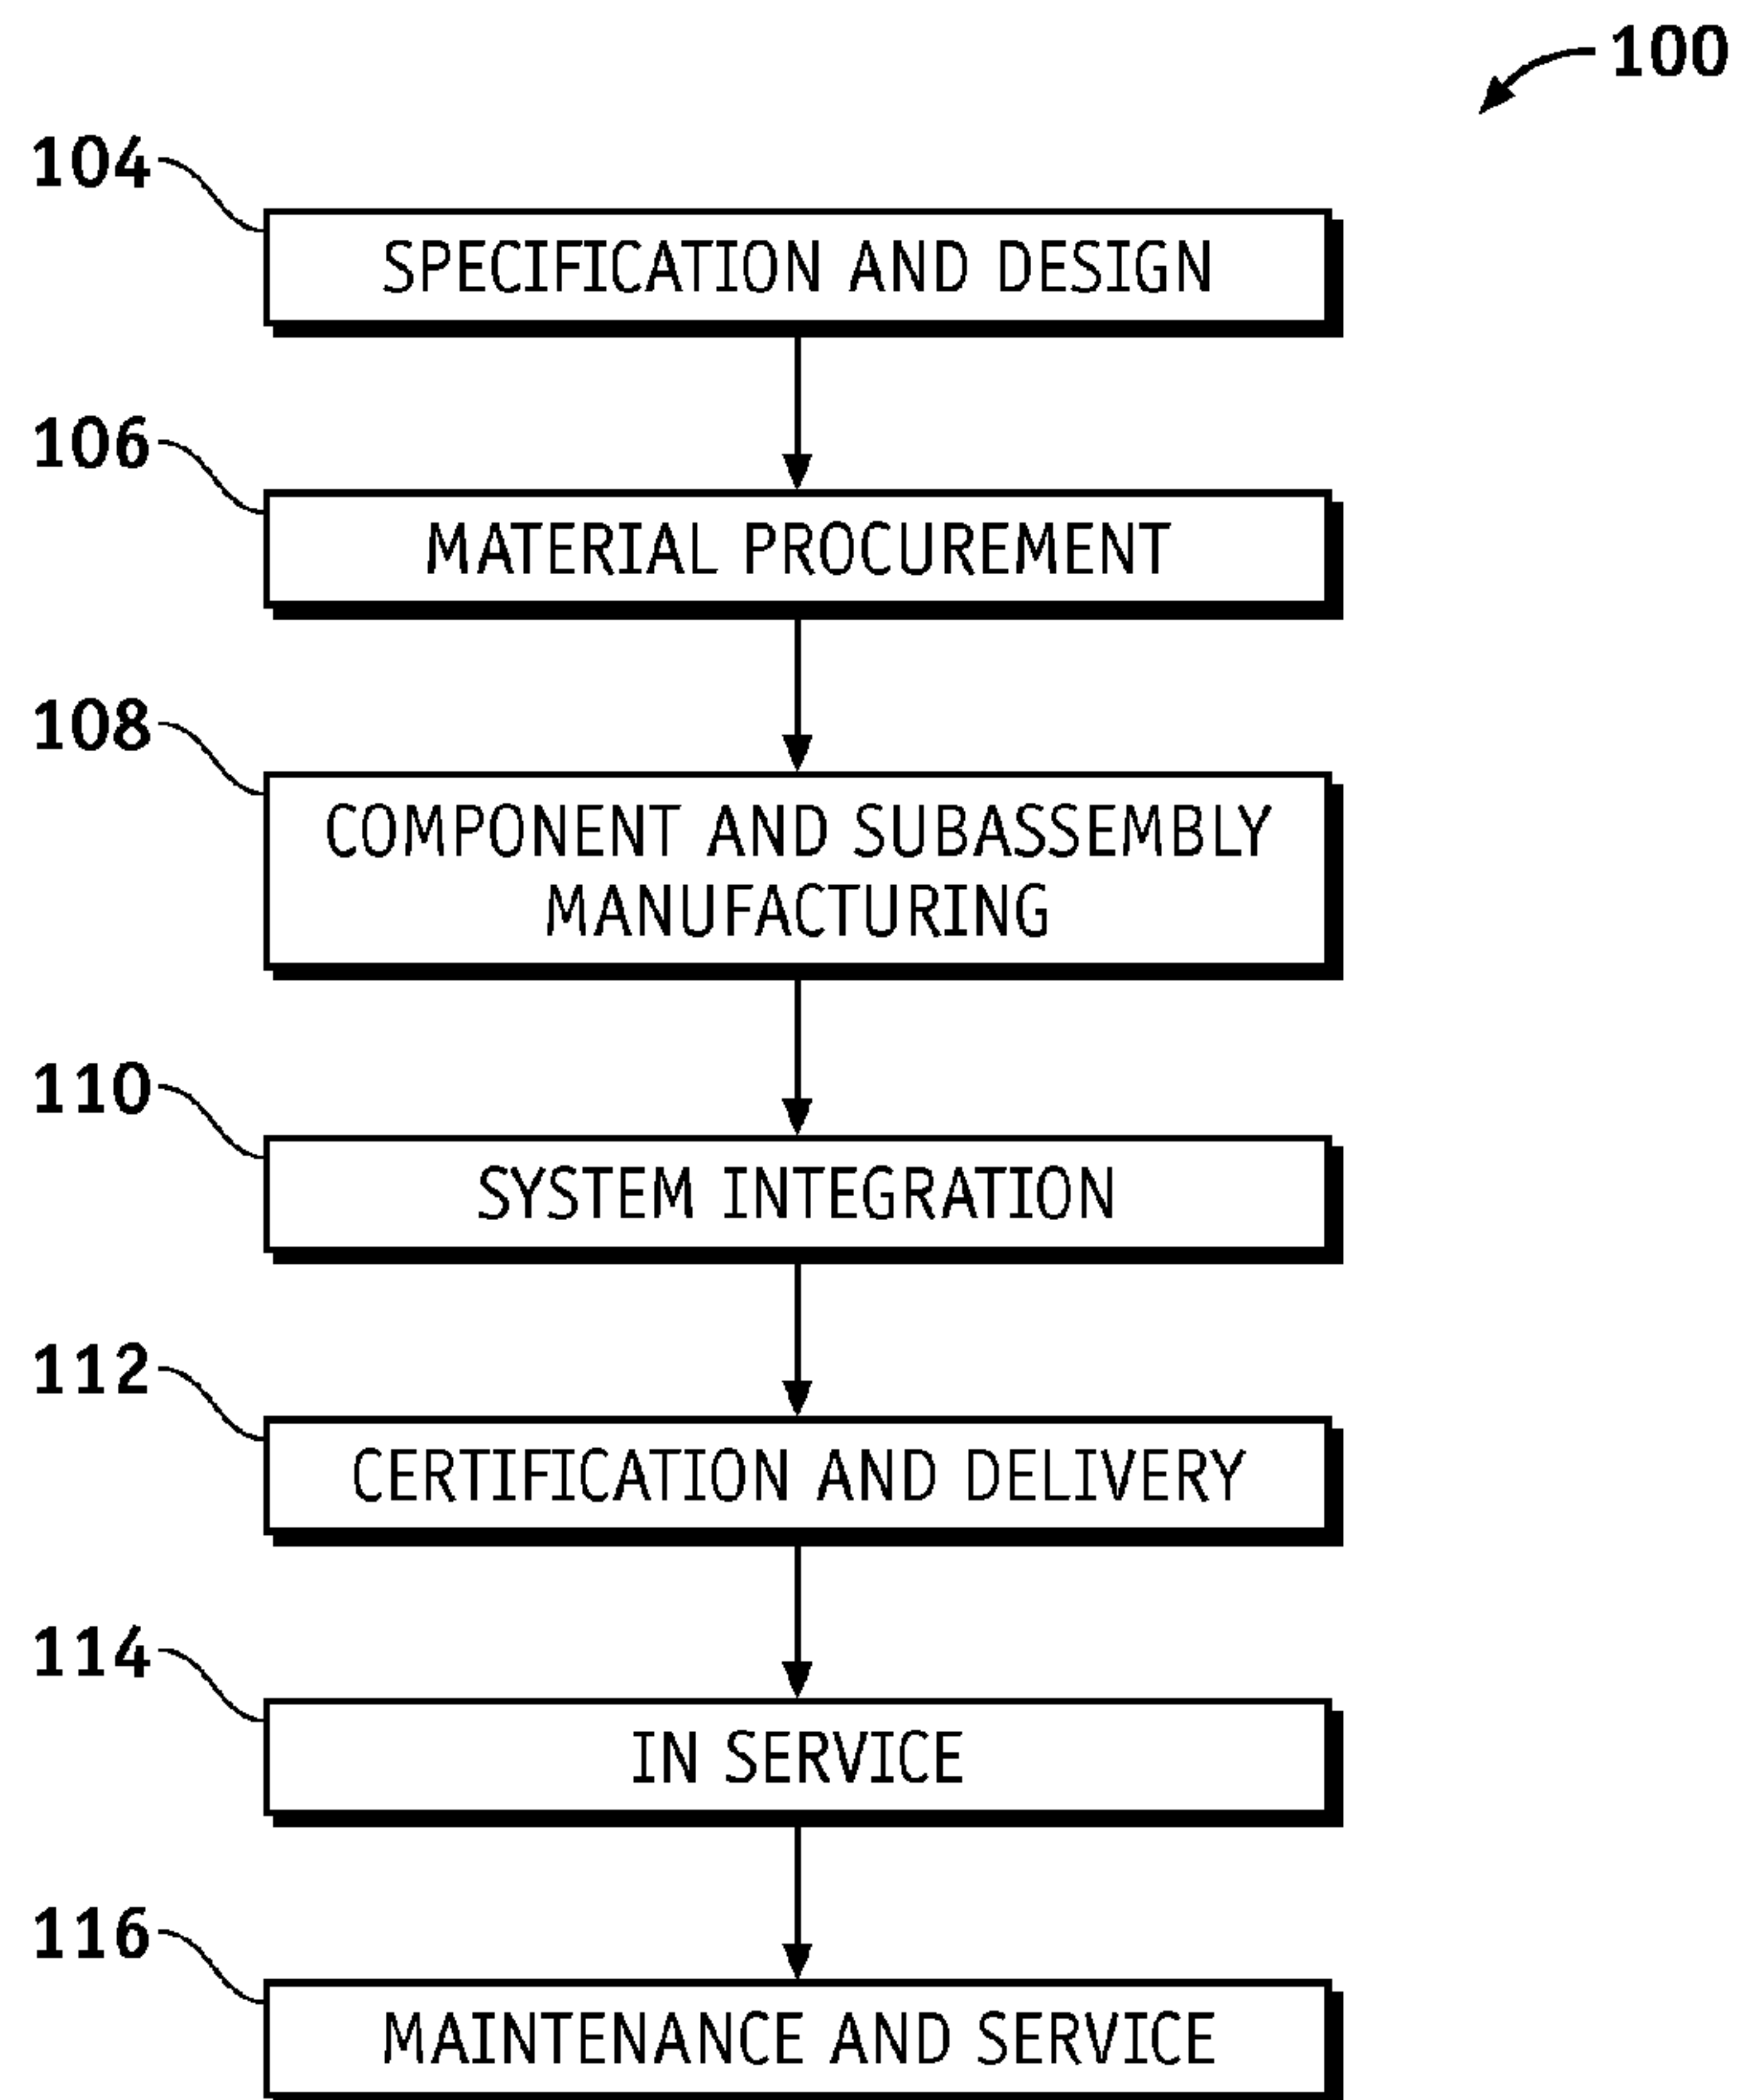 100
104
SPECIFICATION AND DESIGN
106
MATERIAL PROCUREMENT
108
COMPONENT AND SUBASSEMBLY
MANUFACTURING
110
SYSTEM INTEGRATION
112
CERTIFICATION AND DELIVERY
114
IN SERVICE
116
MAINTENANCE AND SERVICE